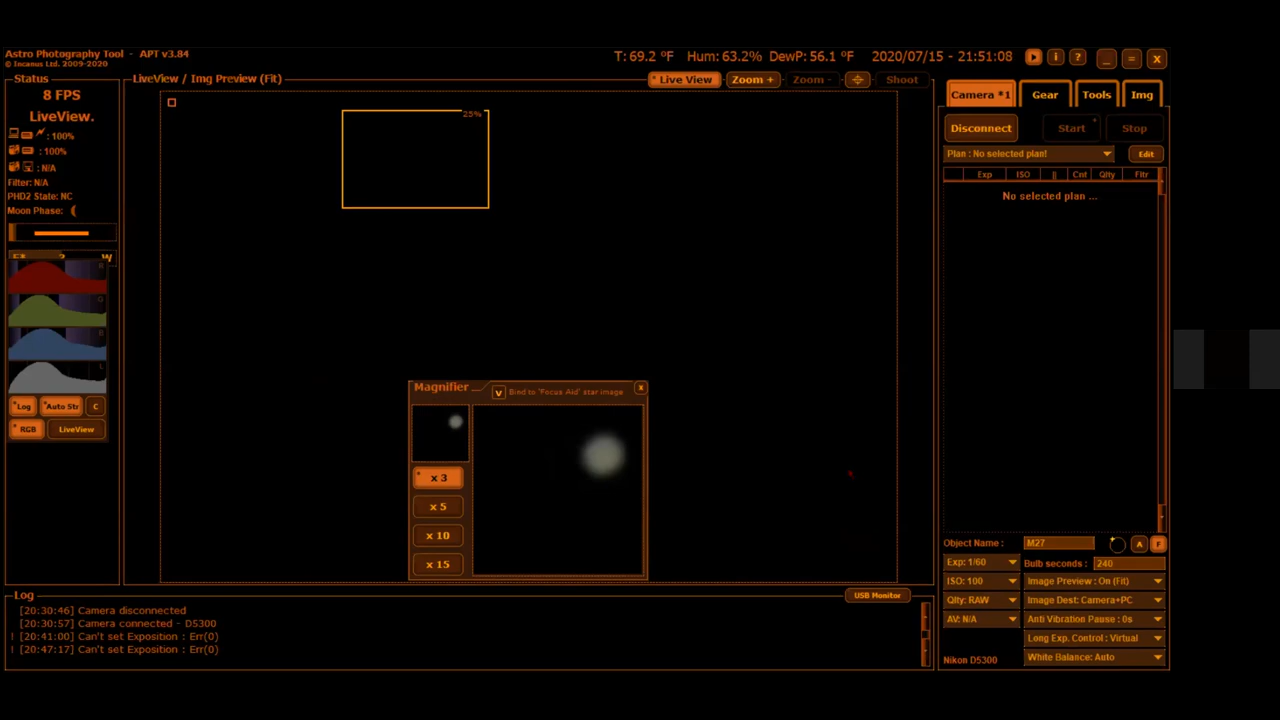 Astro Photography Tool - APT v3.84
© Incanus Ltd. 2009-2020
T: 69.2 °F Hum: 63.2% DewP: 56.1 °F 2020/07/15 - 21:51:08
i ? _ = x
Status
8 FPS
LiveView.
: 100%
: 100%
: N/A
Filter: N/A
PHD2 State: NC
Moon Phase:
W
R
G
B
L
Log Auto Str C
RGB LiveView
LiveView / Img Preview (Fit)
Live View Zoom + Zoom - Shoot
25%
Magnifier
V Bind to 'Focus Aid' star image x
x 3
x 5
x 10
x 15
Camera *1 Gear Tools Img
Disconnect Start Stop
Plan : No selected plan! Edit
Exp ISO || Cnt Qlty Fltr
No selected plan ...
Object Name : M27 A F
Exp: 1/60 Bulb seconds: 240
ISO: 100 Image Preview : On (Fit)
Qlty: RAW Image Dest: Camera+PC
AV: N/A Anti Vibration Pause : 0s
Long Exp. Control : Virtual
Nikon D5300 White Balance: Auto
Log USB Monitor
[20:30:46] Camera disconnected
[20:30:57] Camera connected - D5300
! [20:41:00] Can't set Exposition : Err(0)
! [20:47:17] Can't set Exposition : Err(0)